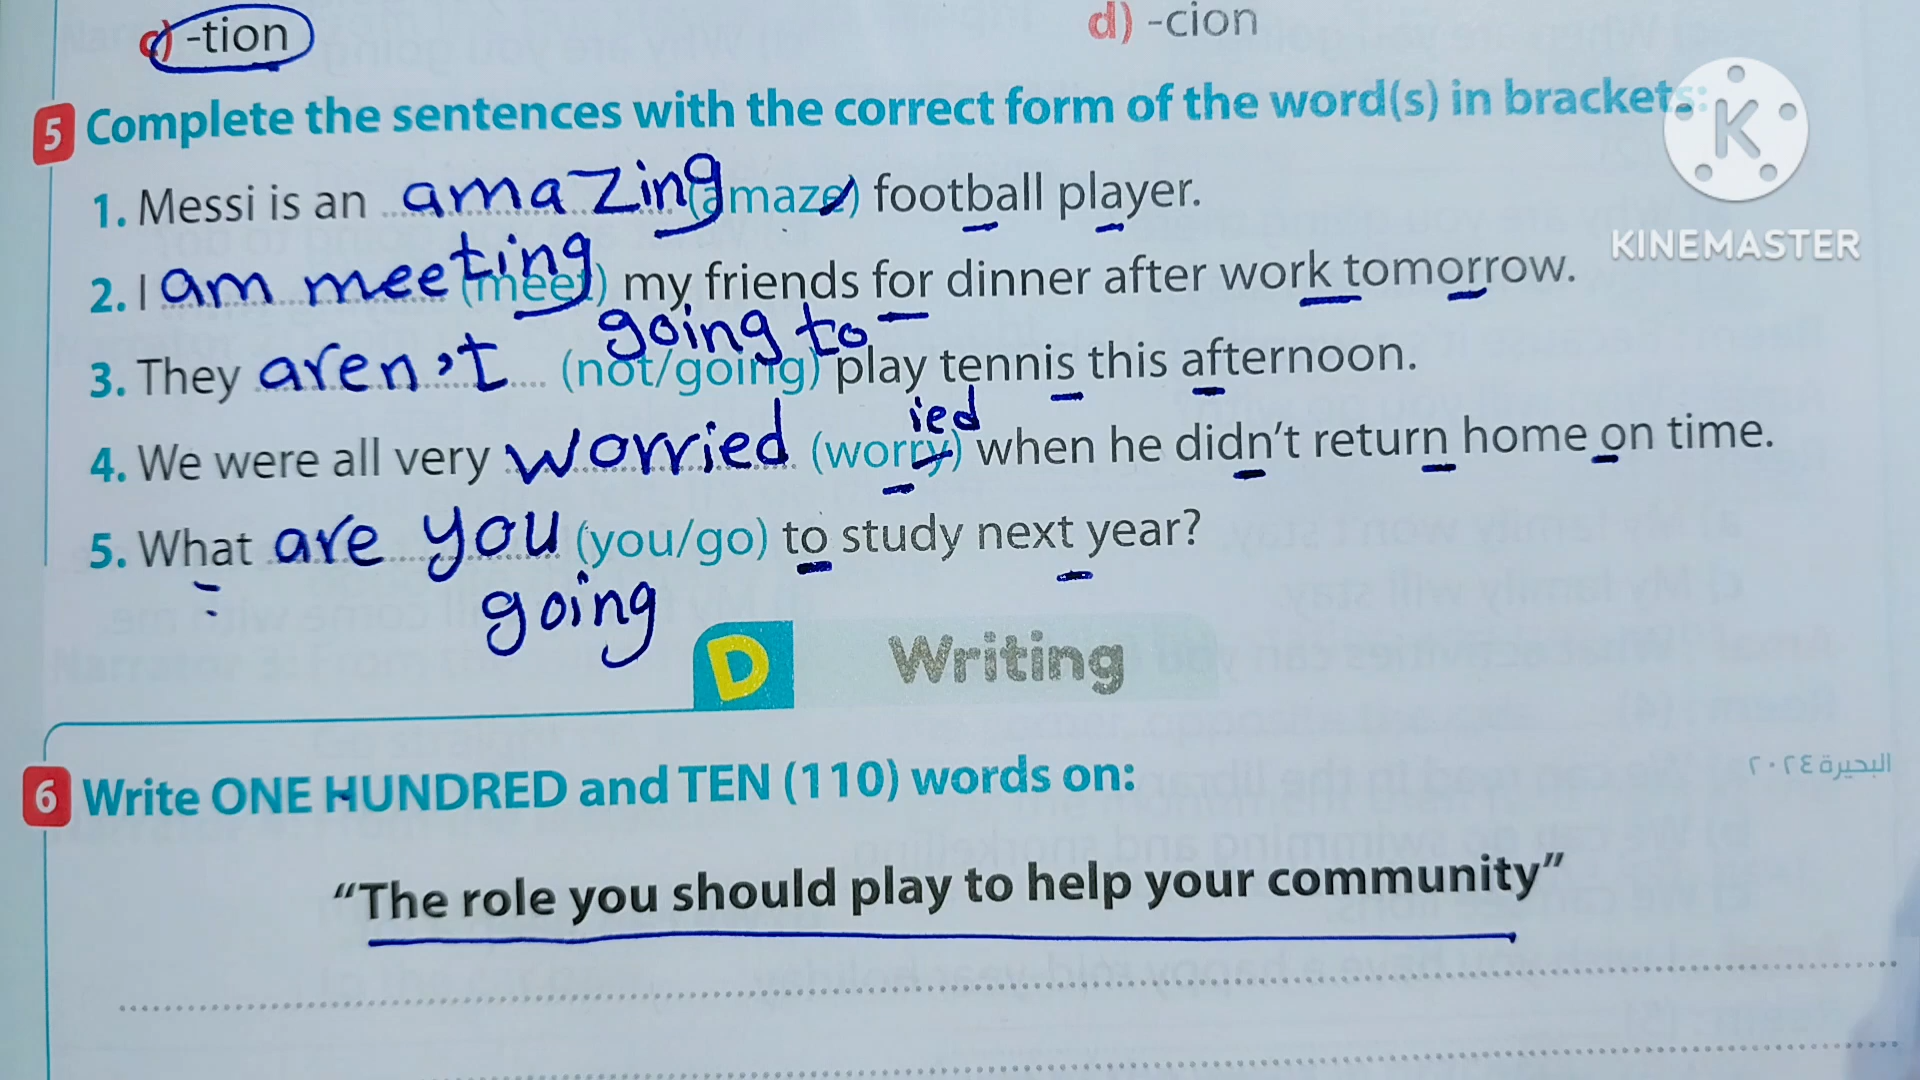 c) -tion
d) -cion
5 Complete the sentences with the correct form of the word(s) in brackets:
1. Messi is an amazing (amaze) football player.
2. I am meeting (meet) my friends for dinner after work tomorrow.
going to
3. They aren't (not/going) play tennis this afternoon.
ied
4. We were all very worried (worry) when he didn't return home on time.
5. What are you (you/go) to study next year?
going
D Writing
6 Write ONE HUNDRED and TEN (110) words on:
البحيرة ٢٠٢٤
"The role you should play to help your community"
K
KINEMASTER